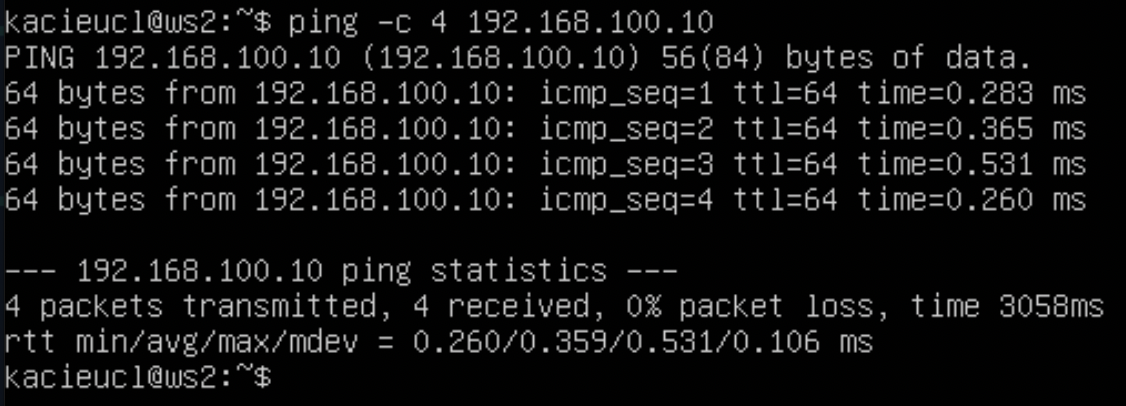 kacieucl@ws2:~$ ping -c 4 192.168.100.10
PING 192.168.100.10 (192.168.100.10) 56(84) bytes of data.
64 bytes from 192.168.100.10: icmp_seq=1 ttl=64 time=0.283 ms
64 bytes from 192.168.100.10: icmp_seq=2 ttl=64 time=0.365 ms
64 bytes from 192.168.100.10: icmp_seq=3 ttl=64 time=0.531 ms
64 bytes from 192.168.100.10: icmp_seq=4 ttl=64 time=0.260 ms

--- 192.168.100.10 ping statistics ---
4 packets transmitted, 4 received, 0% packet loss, time 3058ms
rtt min/avg/max/mdev = 0.260/0.359/0.531/0.106 ms
kacieucl@ws2:~$